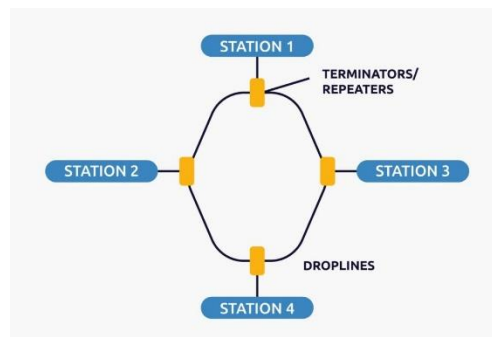 STATION 1
TERMINATORS/
REPEATERS
STATION 2
STATION 3
DROPLINES
STATION 4